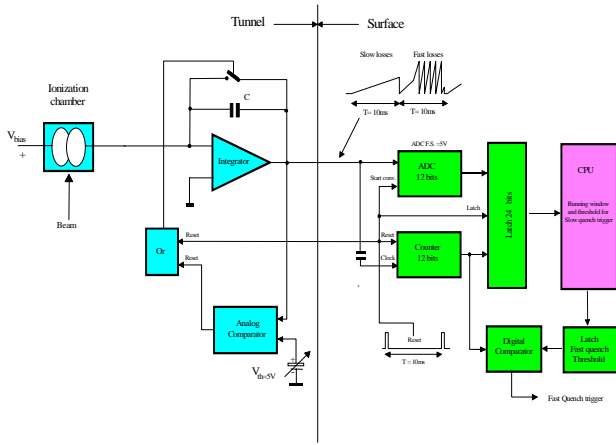 Tunnel
Surface
Slow losses
Fast losses
T= 10ms
T= 10ms
Ionization
chamber
C
Vbias
+
Integrator
Beam
ADC F.S. =5V
ADC
12 bits
Start conv.
Latch
Reset
Clock
Counter
12 bits
Latch 24 bits
CPU
Running window
and threshold for
Slow quench trigger
Or
Reset
Reset
Analog
Comparator
+
-
Vth=5V
Reset
T = 10ms
Digital
Comparator
Latch
Fast quench
Threshold
Fast Quench trigger